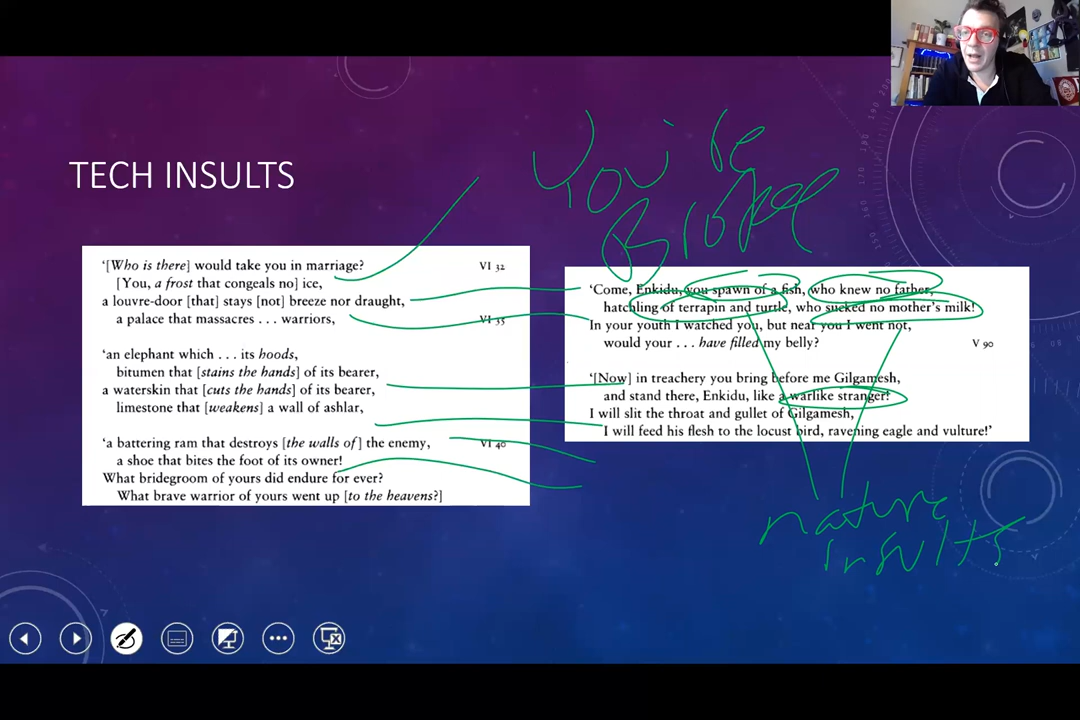 TECH INSULTS
You're
Broke
'[Who is there] would take you in marriage? VI 32
[You, a frost that congeals no] ice,
a louvre-door [that] stays [not] breeze nor draught,
a palace that massacres . . . warriors, VI 35
'an elephant which . . . its hoods,
bitumen that [stains the hands] of its bearer,
a waterskin that [cuts the hands] of its bearer,
limestone that [weakens] a wall of ashlar,
'a battering ram that destroys [the walls of] the enemy, VI 40
a shoe that bites the foot of its owner!
What bridegroom of yours did endure for ever?
What brave warrior of yours went up [to the heavens?]
'Come, Enkidu, you spawn of a fish, who knew no father,
hatchling of terrapin and turtle, who sucked no mother's milk!
In your youth I watched you, but near you I went not,
would your . . . have filled my belly? V 90
'[Now] in treachery you bring before me Gilgamesh,
and stand there, Enkidu, like a warlike stranger!
I will slit the throat and gullet of Gilgamesh,
I will feed his flesh to the locust bird, ravening eagle and vulture!'
nature
insults